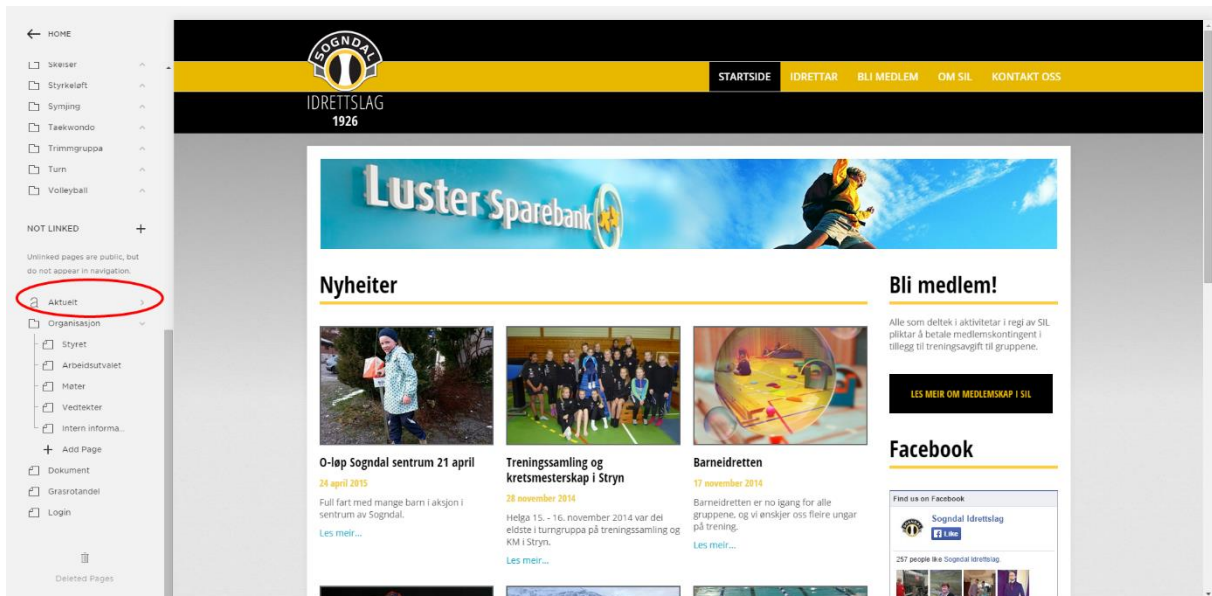 HOME
Skeiser
Styrkeløft
Symjing
Taekwondo
Trimmgruppa
Turn
Volleyball
NOT LINKED +
Unlinked pages are public, but
do not appear in navigation.
a Aktuelt
Organisasjon
Styret
Arbeidsutvalet
Møter
Vedtekter
Intern informa...
+ Add Page
Dokument
Grasrotandel
Login
Deleted Pages
SOGNDAL
IDRETTSLAG
1926
STARTSIDE IDRETTAR BLI MEDLEM OM SIL KONTAKT OSS
Luster Sparebank
Nyheiter
O-løp Sogndal sentrum 21 april
24 april 2015
Full fart med mange barn i aksjon i
sentrum av Sogndal.
Les meir...
Treningssamling og
kretsmesterskap i Stryn
28 november 2014
Helga 15. - 16. november 2014 var dei
eldste i turngruppa på treningssamling og
KM i Stryn.
Les meir...
Barneidretten
17 november 2014
Barneidretten er no igang for alle
gruppene, og vi ønskjer oss fleire ungar
på trening.
Les meir...
Bli medlem!
Alle som deltek i aktivitetar i regi av SIL
pliktar å betale medlemskontingent i
tillegg til treningsavgift til gruppene.
LES MEIR OM MEDLEMSKAP I SIL
Facebook
Find us on Facebook
Sogndal Idrettslag
Like
257 people like Sogndal Idrettslag.